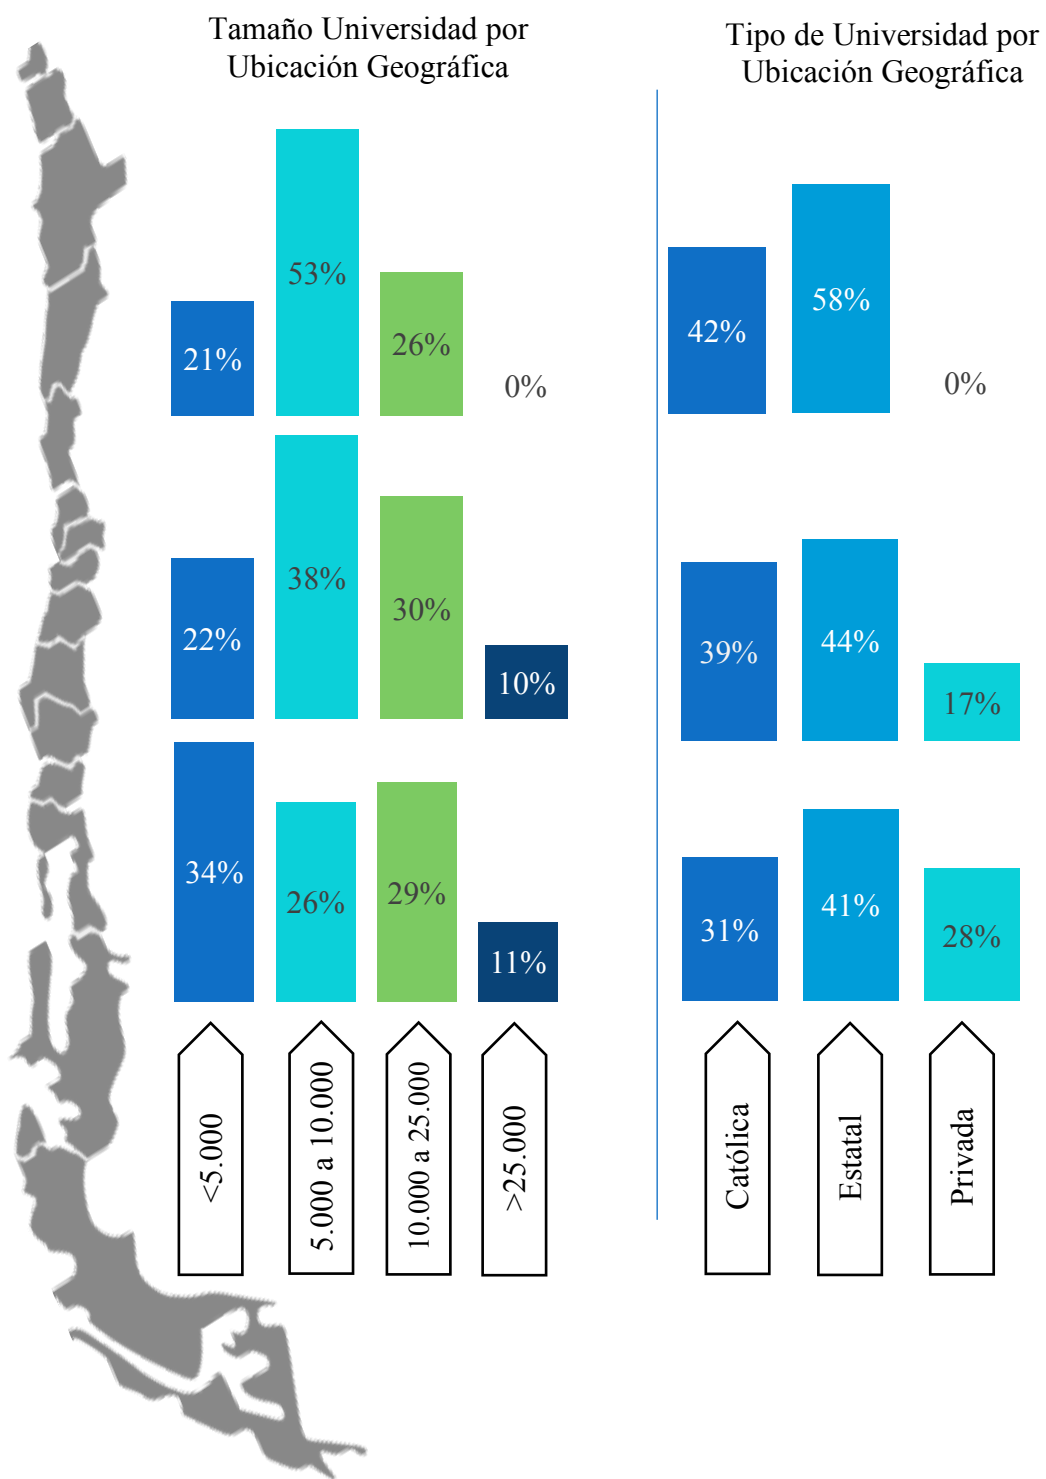 Tamaño Universidad por
Ubicación Geográfica
Tipo de Universidad por
Ubicación Geográfica
21%
53%
26%
0%
42%
58%
0%
22%
38%
30%
10%
39%
44%
17%
34%
26%
29%
11%
31%
41%
28%
<5.000
5.000 a 10.000
10.000 a 25.000
>25.000
Católica
Estatal
Privada